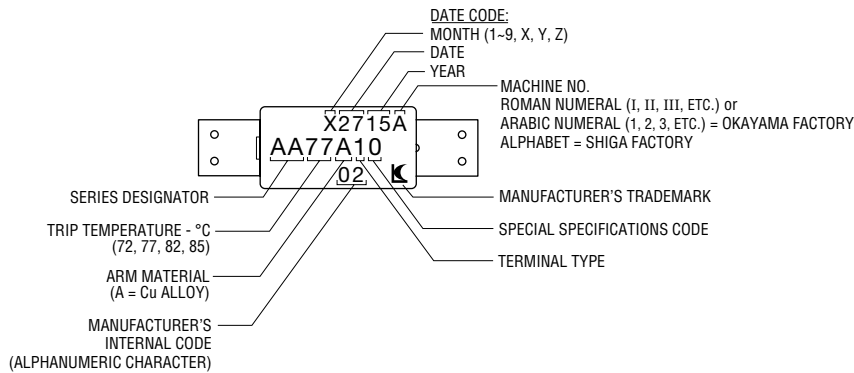 DATE CODE:
MONTH (1~9, X, Y, Z)
DATE
YEAR
MACHINE NO.
ROMAN NUMERAL (I, II, III, ETC.) or
ARABIC NUMERAL (1, 2, 3, ETC.) = OKAYAMA FACTORY
ALPHABET = SHIGA FACTORY
X2715A
AA77A10
02
K
SERIES DESIGNATOR
TRIP TEMPERATURE - °C
(72, 77, 82, 85)
ARM MATERIAL
(A = Cu ALLOY)
MANUFACTURER'S
INTERNAL CODE
(ALPHANUMERIC CHARACTER)
MANUFACTURER'S TRADEMARK
SPECIAL SPECIFICATIONS CODE
TERMINAL TYPE